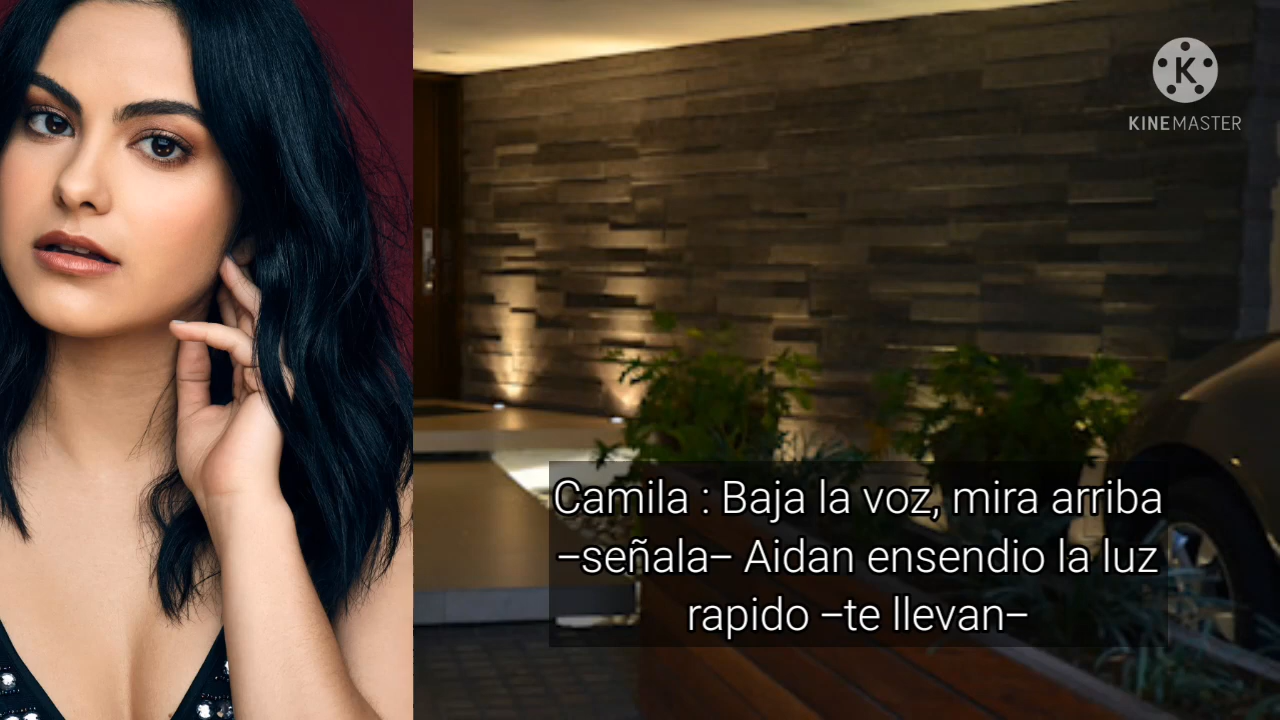 KINEMASTER
Camila : Baja la voz, mira arriba
–señala– Aidan ensendio la luz
rapido –te llevan–